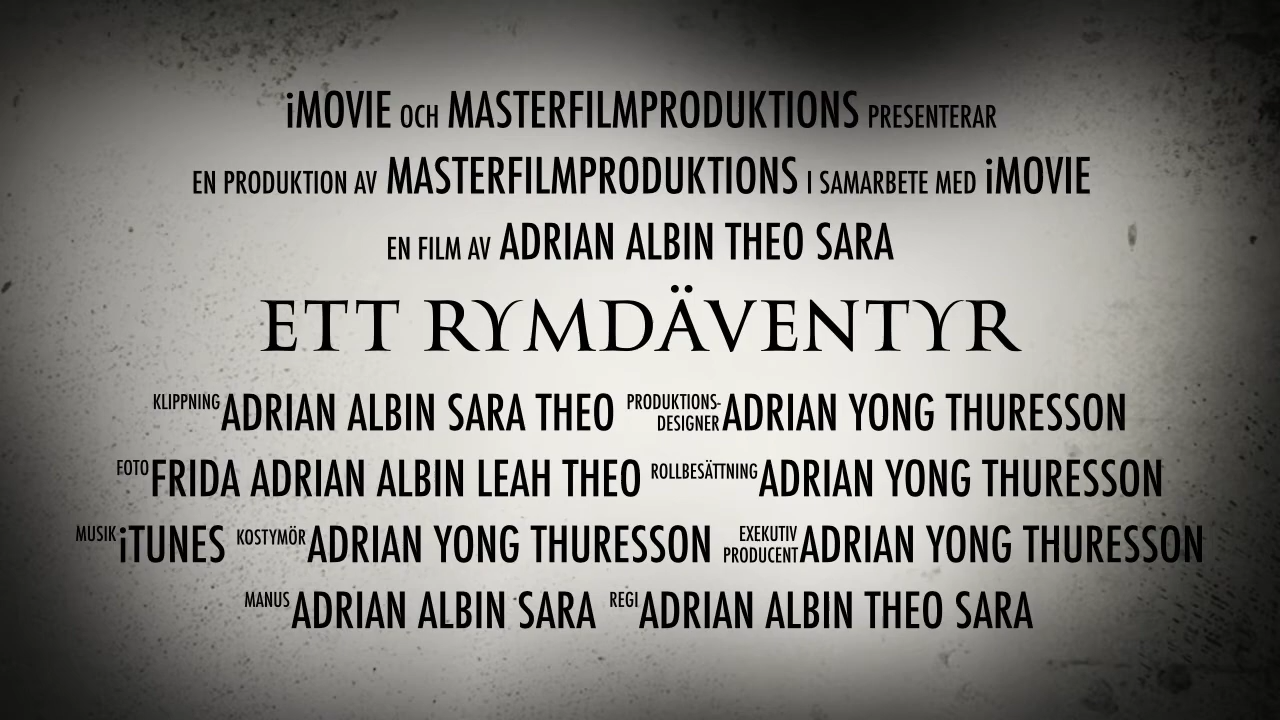 iMOVIE OCH MASTERFILMPRODUKTIONS PRESENTERAR
EN PRODUKTION AV MASTERFILMPRODUKTIONS I SAMARBETE MED iMOVIE
EN FILM AV ADRIAN ALBIN THEO SARA
ETT RYMDÄVENTYR
KLIPPNING ADRIAN ALBIN SARA THEO PRODUKTIONS-DESIGNER ADRIAN YONG THURESSON
FOTO FRIDA ADRIAN ALBIN LEAH THEO ROLLBESÄTTNING ADRIAN YONG THURESSON
MUSIK iTUNES KOSTYMÖR ADRIAN YONG THURESSON EXEKUTIV PRODUCENT ADRIAN YONG THURESSON
MANUS ADRIAN ALBIN SARA REGI ADRIAN ALBIN THEO SARA